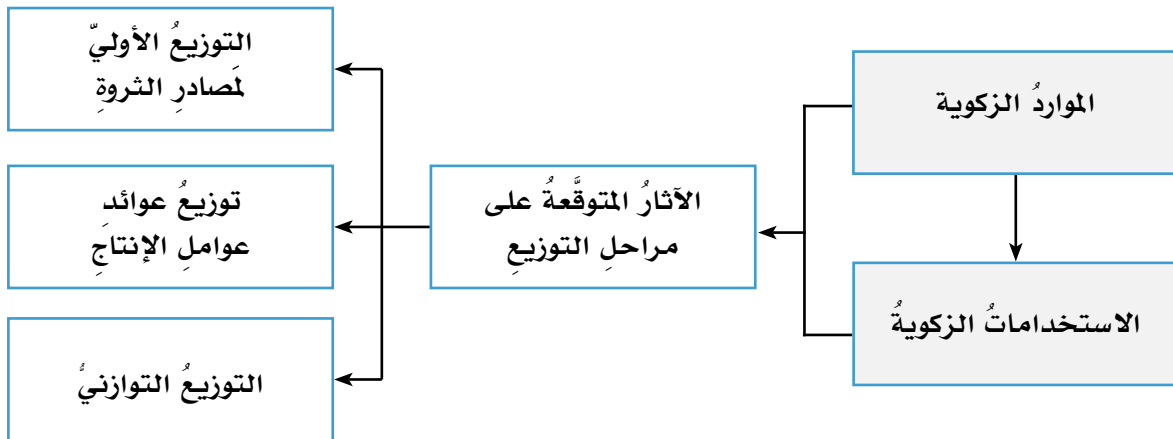 المواردُ الزكوية
الاستخداماتُ الزكويةُ
الآثارُ المتوقَّعةُ على
مراحلِ التوزيعِ
التوزيعُ الأوليّ
لمَصادرِ الثروةِ
توزيعُ عوائدِ
عواملِ الإنتاجِ
التوزيعُ التوازنيُّ